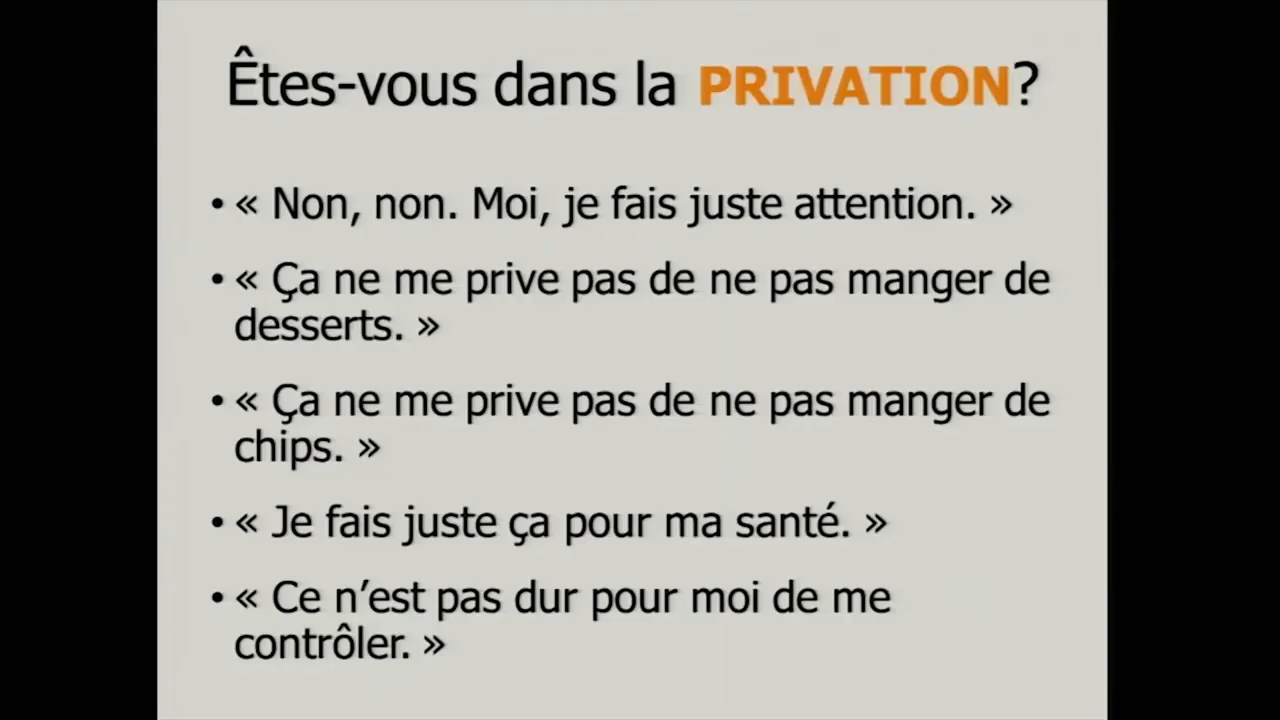 Êtes-vous dans la PRIVATION?
• « Non, non. Moi, je fais juste attention. »
• « Ça ne me prive pas de ne pas manger de
desserts. »
• « Ça ne me prive pas de ne pas manger de
chips. »
• « Je fais juste ça pour ma santé. »
• « Ce n’est pas dur pour moi de me
contrôler. »